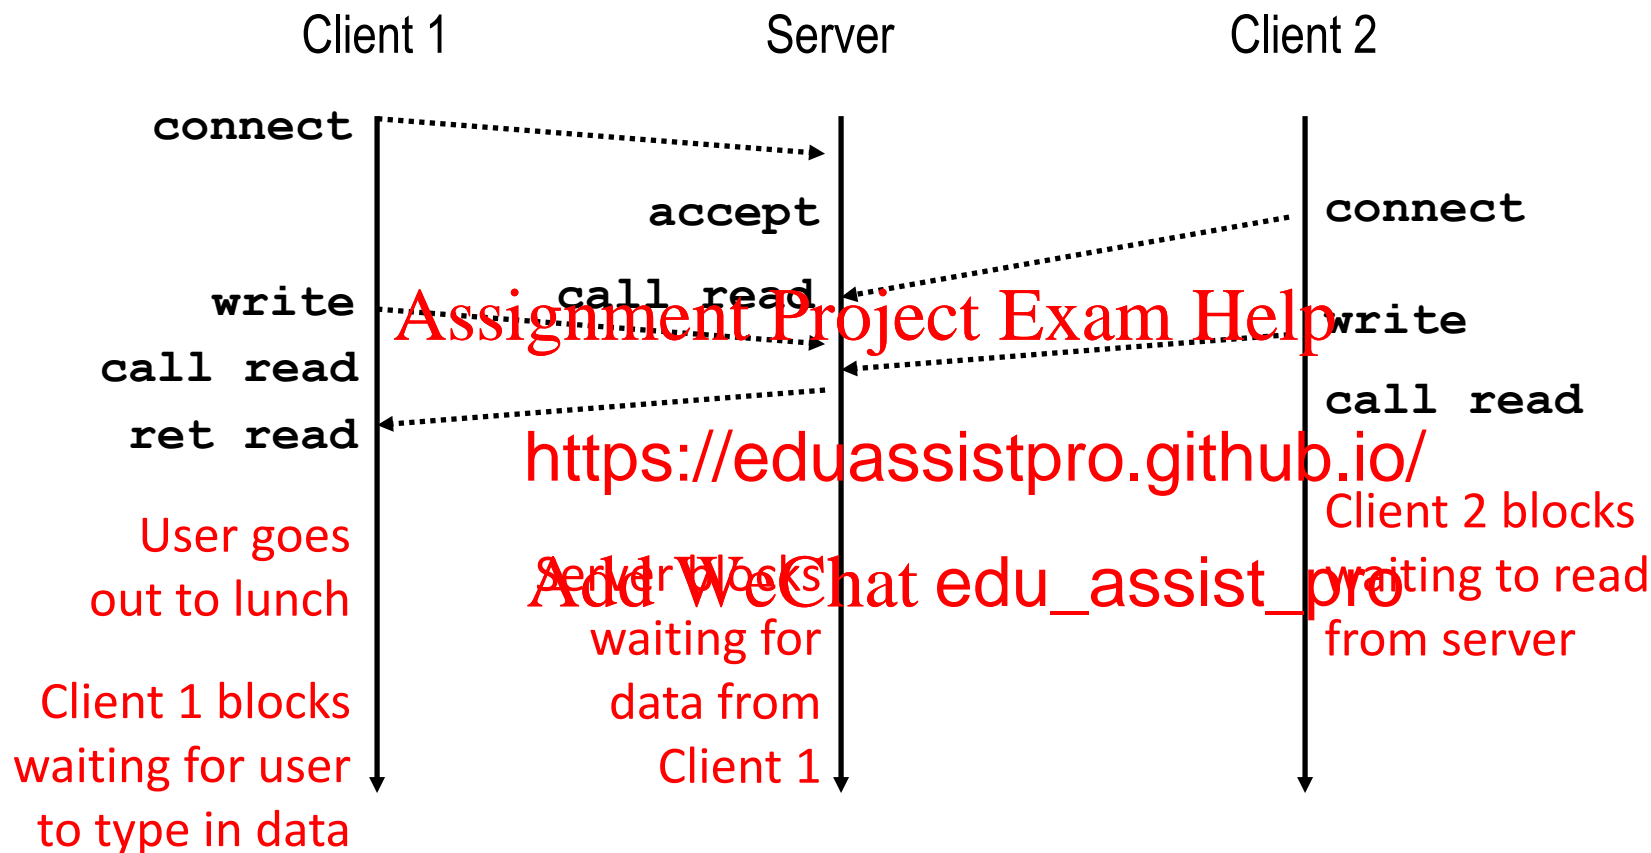 Client 1
Server
Client 2
connect
accept
connect
write
call read
Assignment Project Exam Help
write
call read
call read
ret read
https://eduassistpro.github.io/
User goes
out to lunch
Client 2 blocks
waiting to read
from server
Server blocks
waiting for
data from
Client 1
Add WeChat edu_assist_pro
Client 1 blocks
waiting for user
to type in data